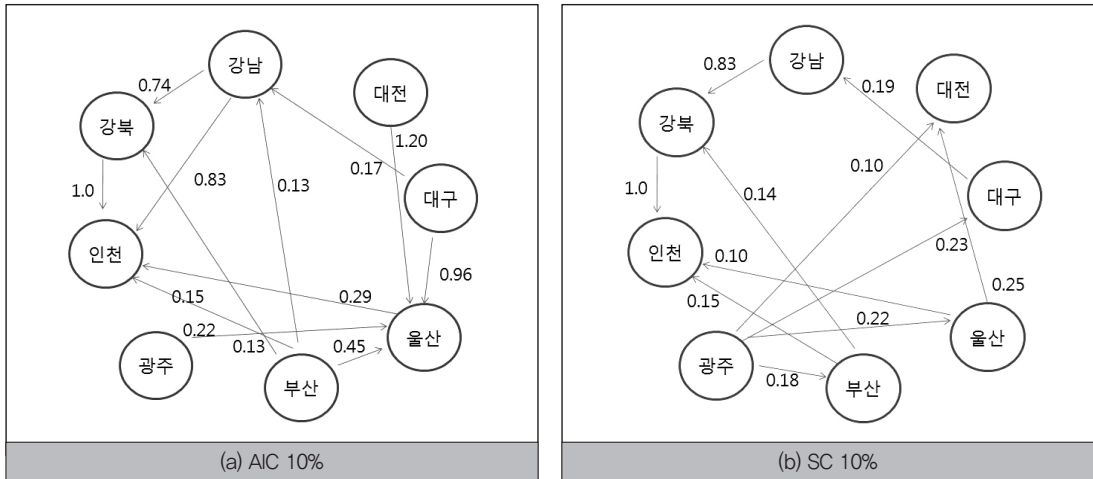 강남
대전
강북
대구
인천
울산
광주
부산
0.74
1.20
0.17
0.83
0.13
1.0
0.96
0.15
0.29
0.22
0.13
0.45
(a) AIC 10%
강남
대전
강북
대구
인천
울산
광주
부산
0.83
0.19
0.10
1.0
0.14
0.23
0.10
0.25
0.15
0.22
0.18
(b) SC 10%